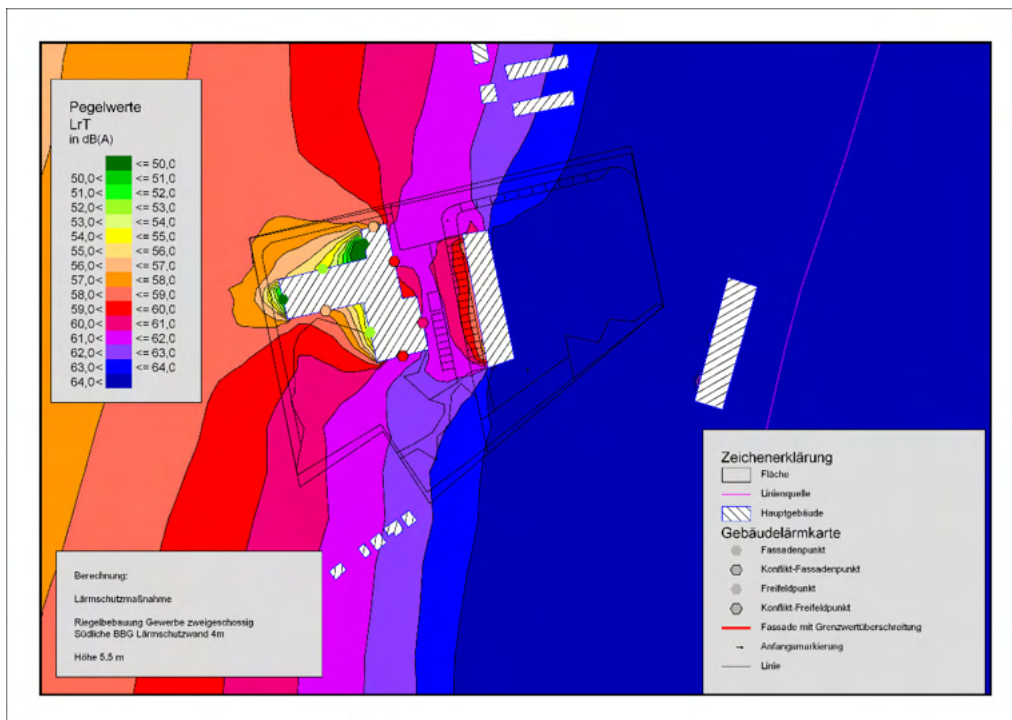 Pegelwerte
LrT
in dB(A)
<= 50,0
50,0< <= 51,0
51,0< <= 52,0
52,0< <= 53,0
53,0< <= 54,0
54,0< <= 55,0
55,0< <= 56,0
56,0< <= 57,0
57,0< <= 58,0
58,0< <= 59,0
59,0< <= 60,0
60,0< <= 61,0
61,0< <= 62,0
62,0< <= 63,0
63,0< <= 64,0
64,0<
Zeichenerklärung
Fläche
Linienquelle
Hauptgebäude
Gebäudelärmkarte
Fassadenpunkt
Konflikt-Fassadenpunkt
Freifeldpunkt
Konflikt-Freifeldpunkt
Fassade mit Grenzwertüberschreitung
Anfangsmarkierung
Linie
Berechnung:
Lärmschutzmaßnahme
Riegelbebauung Gewerbe zweigeschossig
Südliche BBG Lärmschutzwand 4m
Höhe 5,5 m